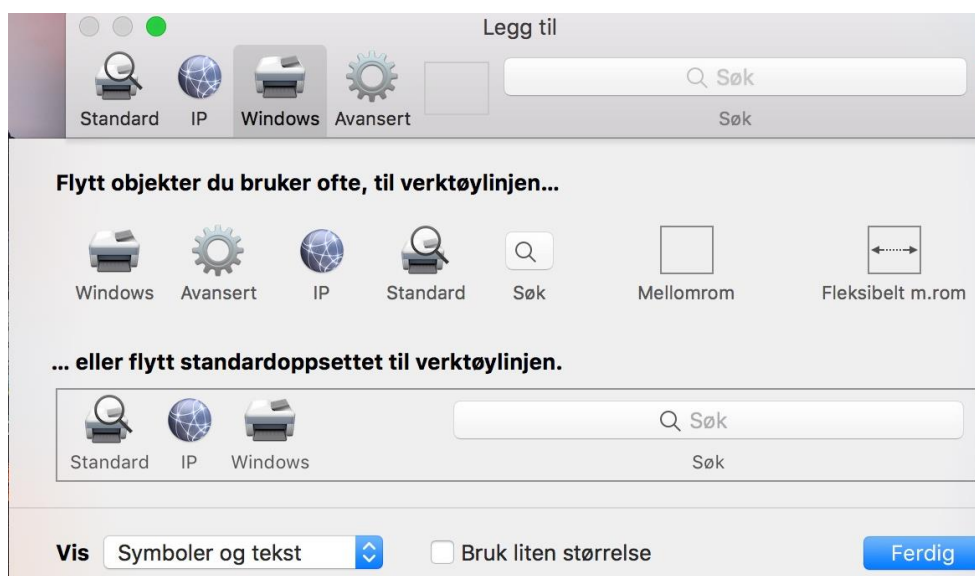 Legg til
Søk
Standard IP Windows Avansert Søk
Flytt objekter du bruker ofte, til verktøylinjen...
Windows Avansert IP Standard Søk Mellomrom Fleksibelt m.rom
... eller flytt standardoppsettet til verktøylinjen.
Søk
Standard IP Windows Søk
Vis Symboler og tekst Bruk liten størrelse Ferdig